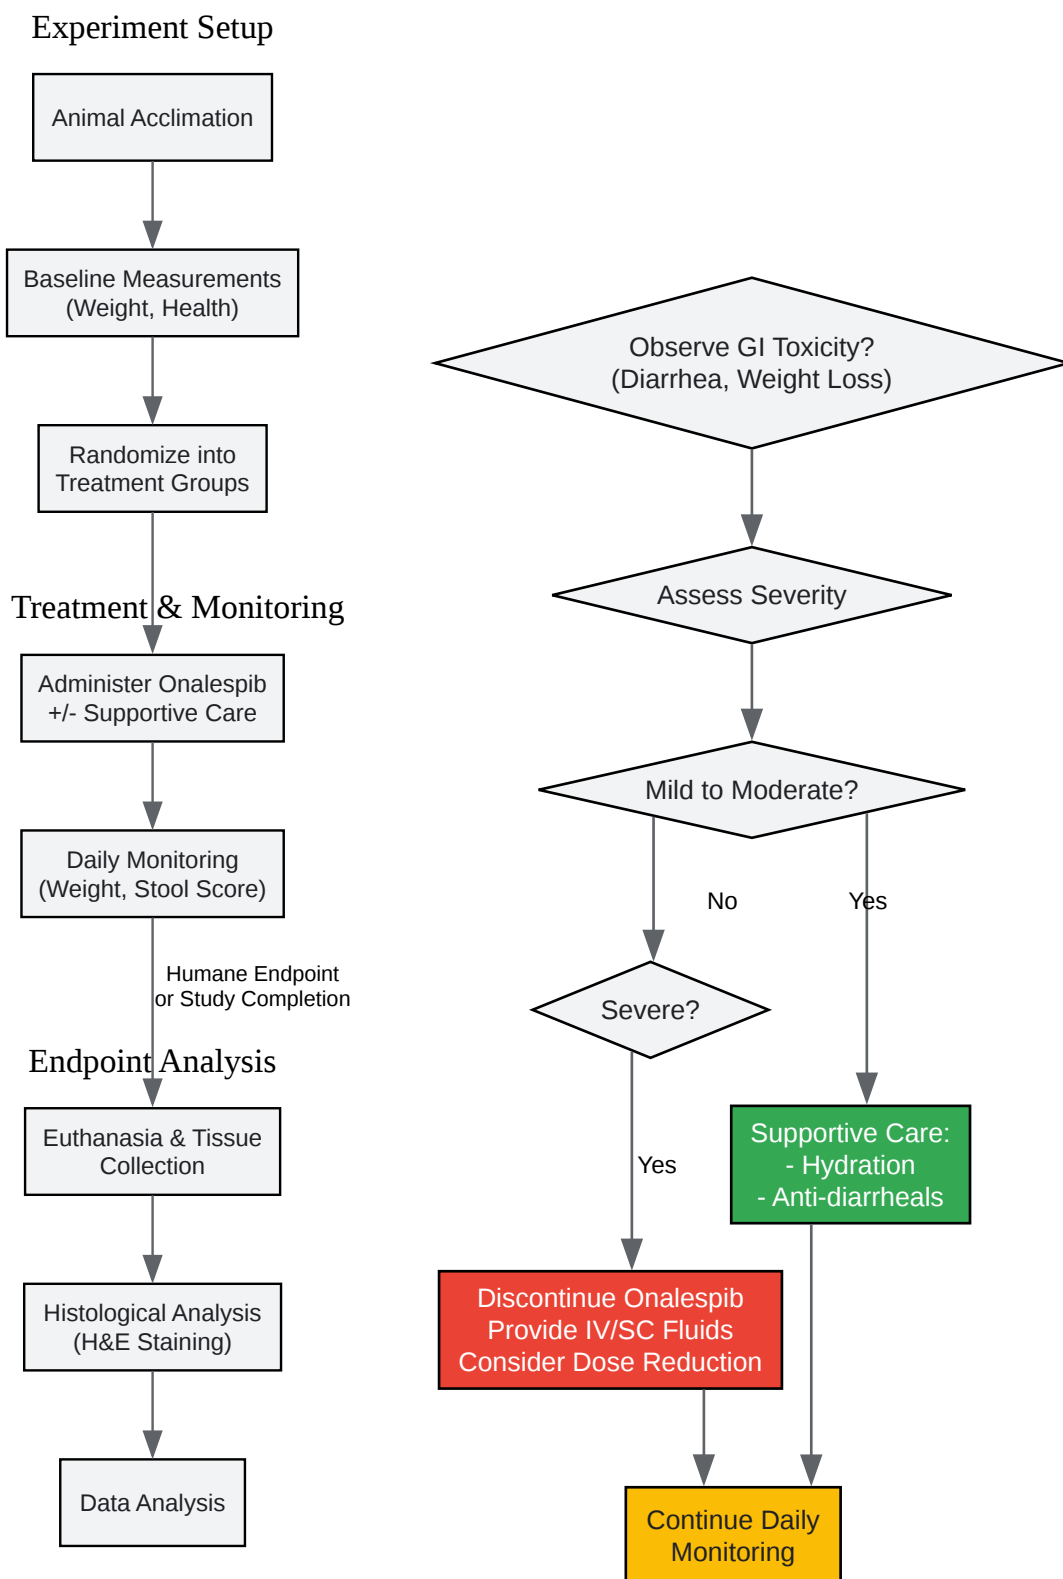 Experiment Setup
Animal Acclimation
Baseline Measurements
(Weight, Health)
Randomize into
Treatment Groups
Treatment & Monitoring
Administer Onalespib
+/- Supportive Care
Daily Monitoring
(Weight, Stool Score)
Humane Endpoint
or Study Completion
Endpoint Analysis
Euthanasia & Tissue
Collection
Histological Analysis
(H&E Staining)
Data Analysis
Observe GI Toxicity?
(Diarrhea, Weight Loss)
Assess Severity
Mild to Moderate?
No
Yes
Severe?
Yes
Supportive Care:
- Hydration
- Anti-diarrheals
Discontinue Onalespib
Provide IV/SC Fluids
Consider Dose Reduction
Continue Daily
Monitoring